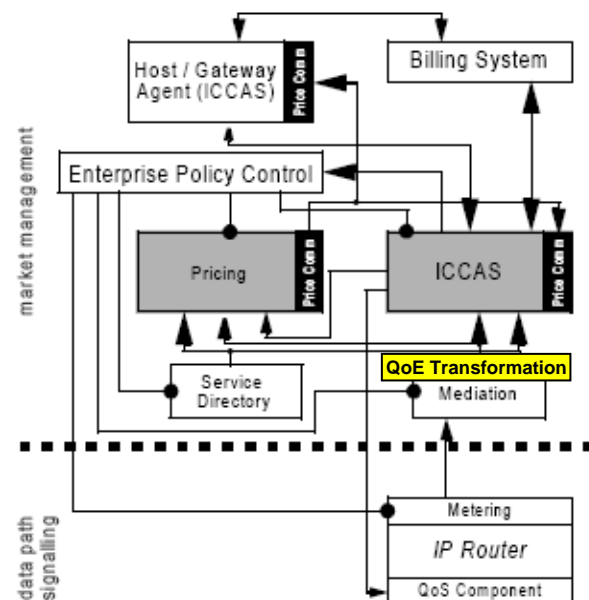 Host / Gateway
Agent (ICCAS)
Price Comm
Billing System
market management
Enterprise Policy Control
Pricing
Price Comm
ICCAS
Price Comm
QoE Transformation
Service
Directory
Mediation
data path
signalling
Metering
IP Router
QoS Component